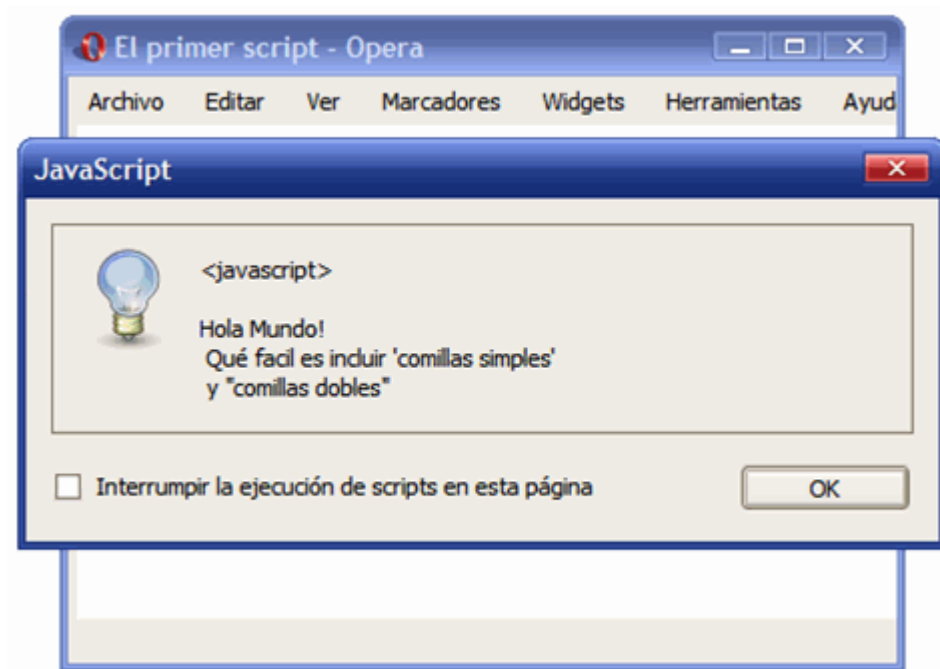 El primer script - Opera
Archivo Editar Ver Marcadores Widgets Herramientas Ayud
JavaScript
<javascript>
Hola Mundo!
Qué facil es incluir 'comillas simples'
y "comillas dobles"
Interrumpir la ejecución de scripts en esta página
OK